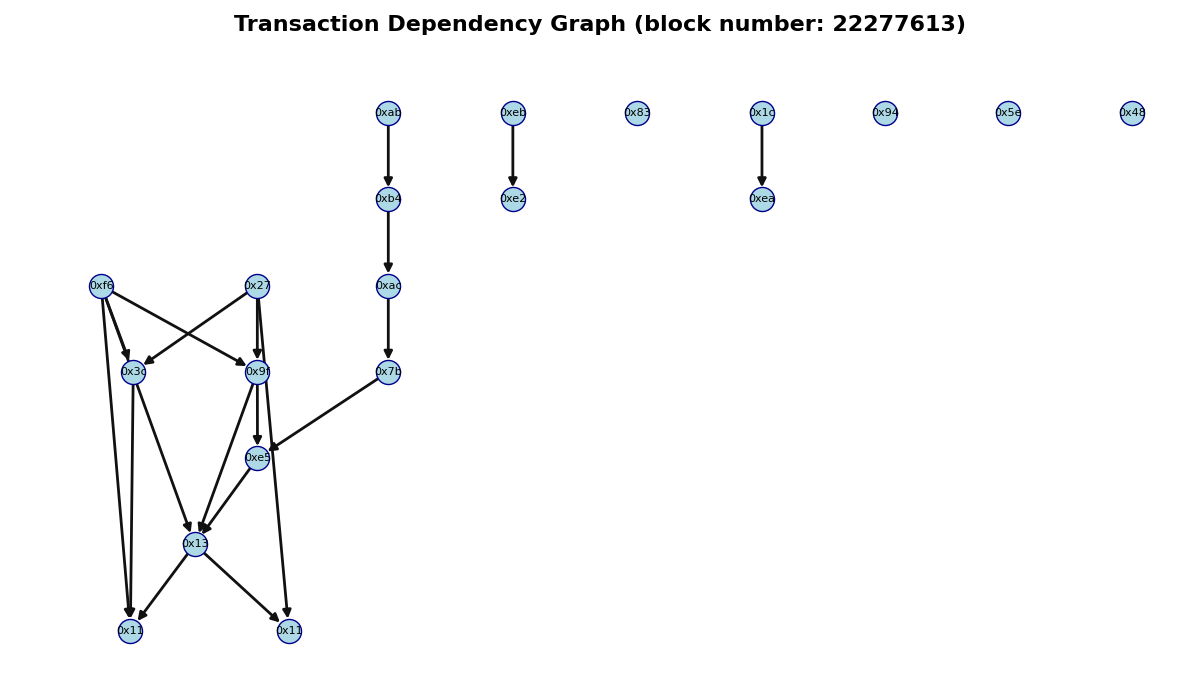 Transaction Dependency Graph (block number: 22277613)
0xab 0xeb 0x83 0x1c 0x94 0x5e 0x48
0xb4 0xe2 0xea
0xf6 0x27 0xac
0x3c 0x9f 0x7b
0xe5
0x13
0x11 0x11